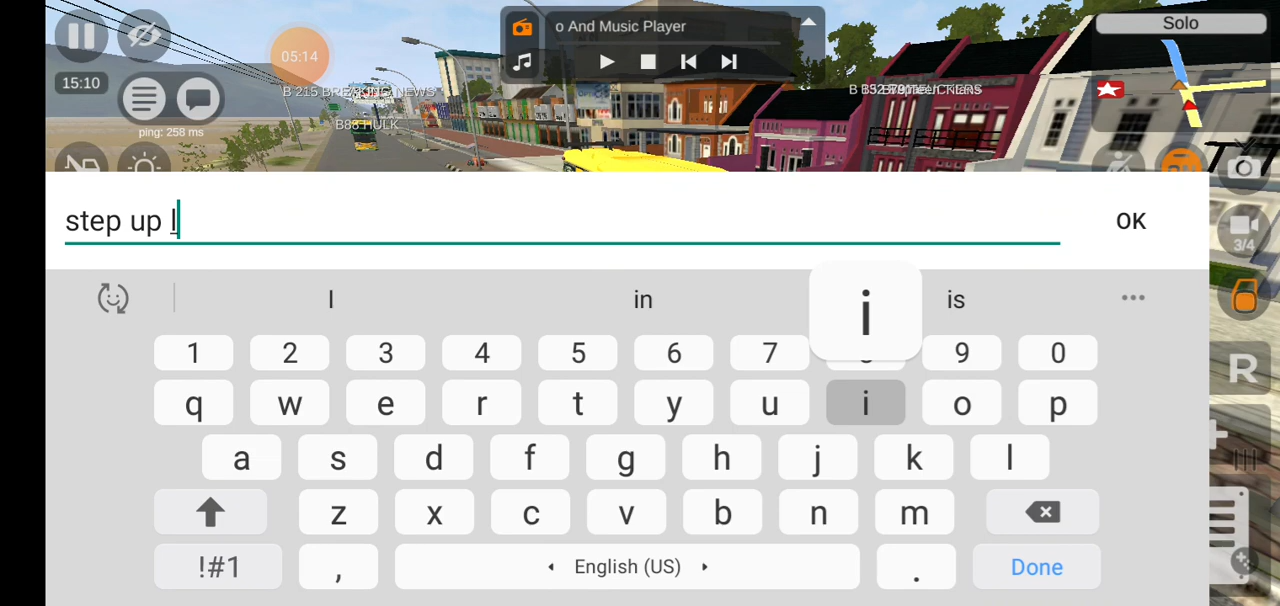 o And Music Player
Solo
05:14
15:10
B 215 BREAKING NEWS
B88 HULK
ping: 258 ms
3/4
step up I
OK
I
in
i
is
1 2 3 4 5 6 7 9 0
q w e r t y u i o p
a s d f g h j k l
z x c v b n m
!#1 , English (US) . Done
R